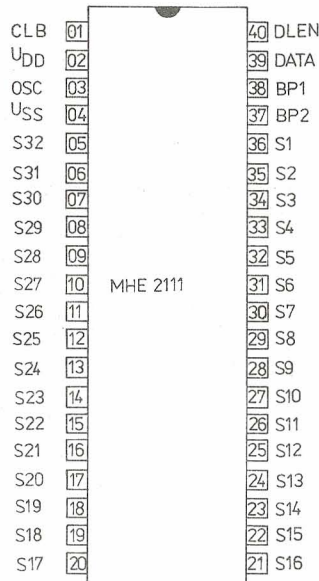 CLB 01 40 DLEN
UDD 02 39 DATA
OSC 03 38 BP1
USS 04 37 BP2
S32 05 36 S1
S31 06 35 S2
S30 07 34 S3
S29 08 33 S4
S28 09 32 S5
S27 10 MHE 2111 31 S6
S26 11 30 S7
S25 12 29 S8
S24 13 28 S9
S23 14 27 S10
S22 15 26 S11
S21 16 25 S12
S20 17 24 S13
S19 18 23 S14
S18 19 22 S15
S17 20 21 S16